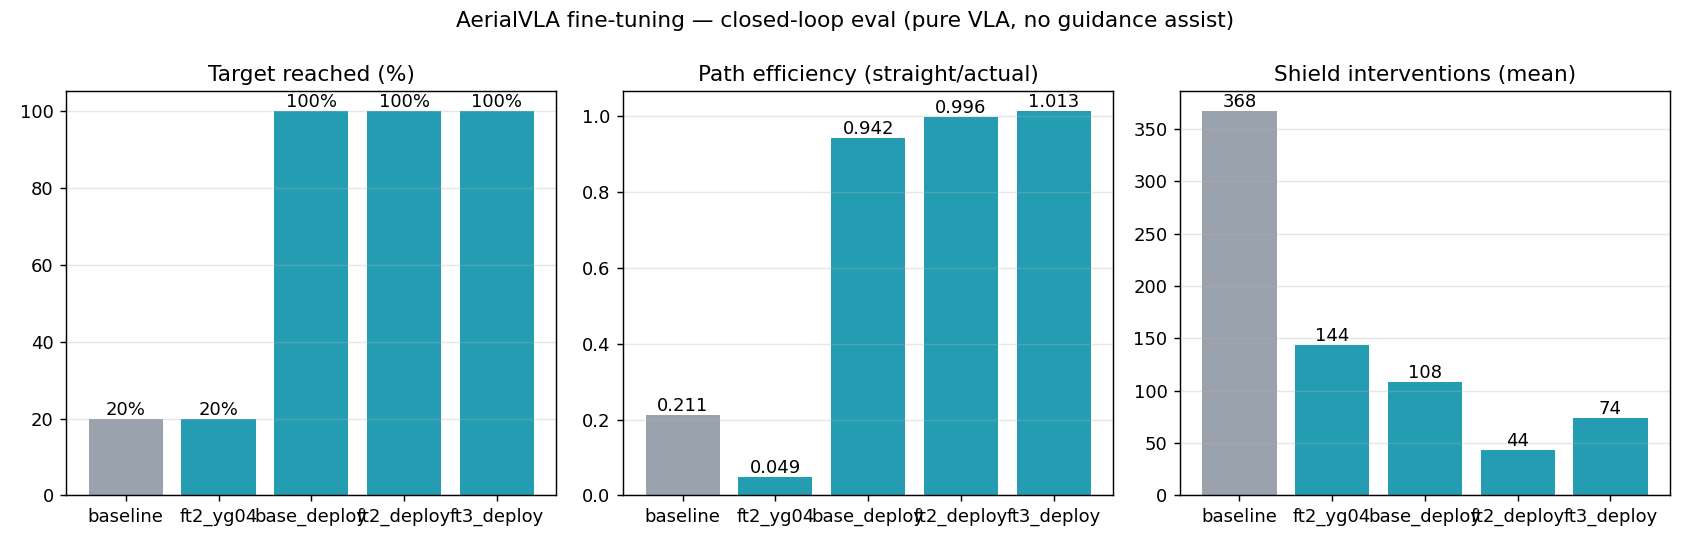 AerialVLA fine-tuning — closed-loop eval (pure VLA, no guidance assist)
Target reached (%)
100
80
60
40
20
0
20%
20%
100%
100%
100%
baseline
ft2_yg04
base_deploy
ft2_deploy
ft3_deploy
Path efficiency (straight/actual)
1.0
0.8
0.6
0.4
0.2
0.0
0.211
0.049
0.942
0.996
1.013
baseline
ft2_yg04
base_deploy
ft2_deploy
ft3_deploy
Shield interventions (mean)
350
300
250
200
150
100
50
0
368
144
108
44
74
baseline
ft2_yg04
base_deploy
ft2_deploy
ft3_deploy